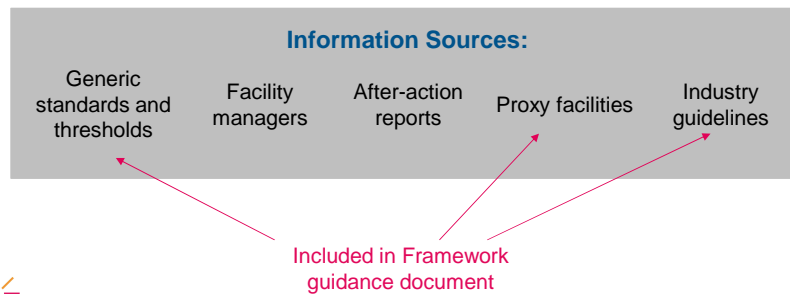 Information Sources:
Generic
standards and
thresholds
Facility
managers
After-action
reports
Proxy facilities
Industry
guidelines
Included in Framework
guidance document